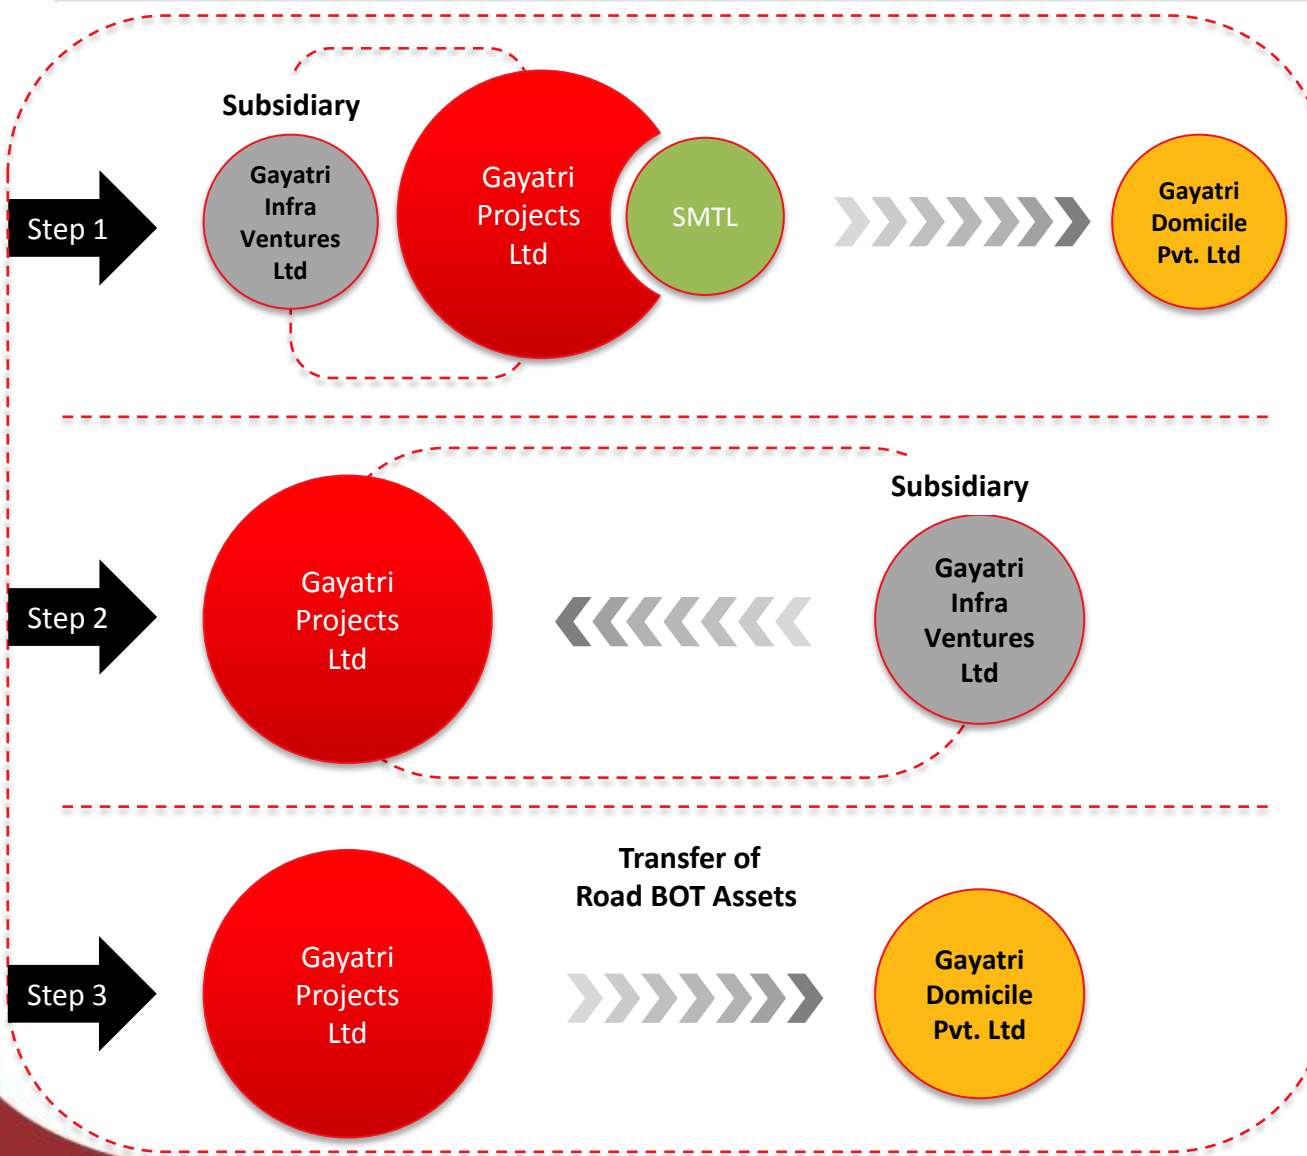 Subsidiary
Step 1
Gayatri
Infra
Ventures
Ltd
Gayatri
Projects
Ltd
SMTL
Gayatri
Domicile
Pvt. Ltd
Step 2
Gayatri
Projects
Ltd
Subsidiary
Gayatri
Infra
Ventures
Ltd
Step 3
Gayatri
Projects
Ltd
Transfer of
Road BOT Assets
Gayatri
Domicile
Pvt. Ltd